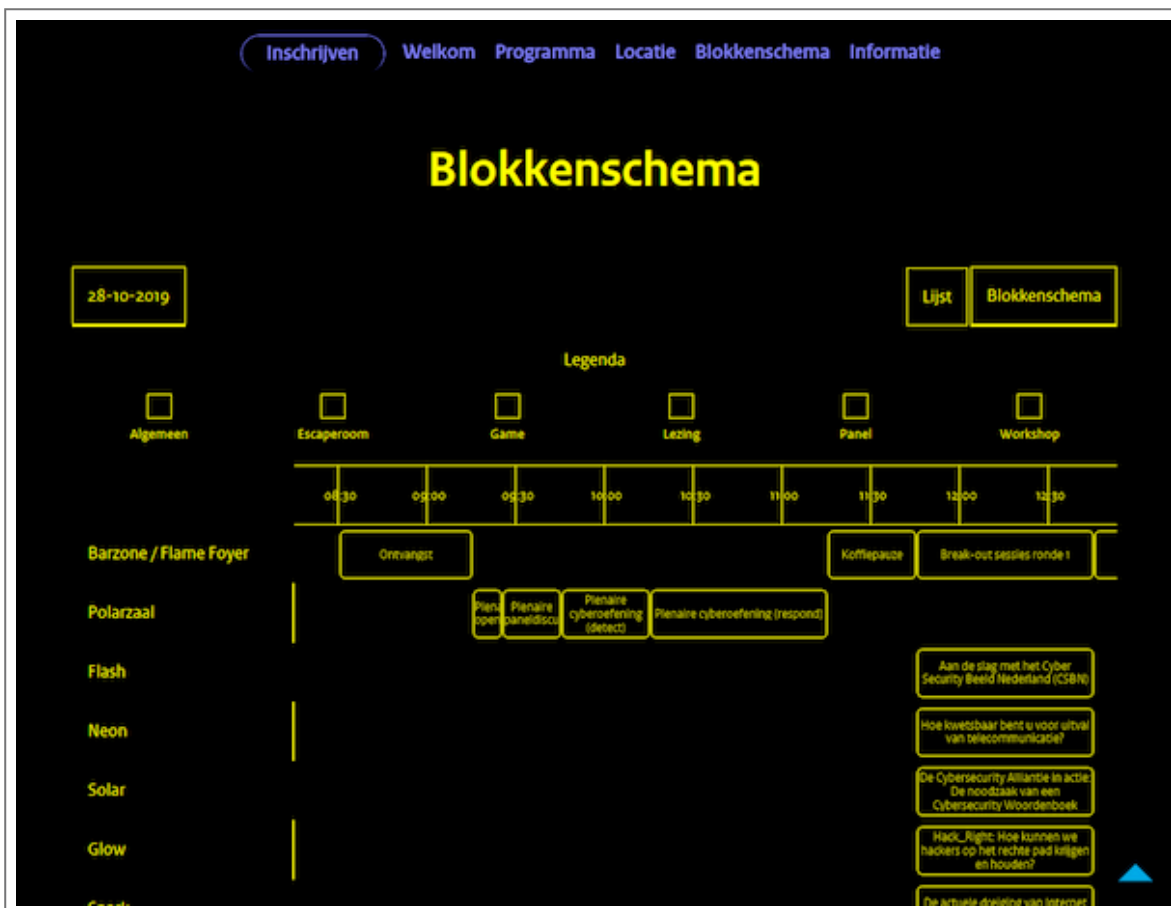 Inschrijven Welkom Programma Locatie Blokkenschema Informatie
Blokkenschema
28-10-2019
Lijst Blokkenschema
Legenda
Algemeen Escaperoom Game Lezing Panel Workshop
08:30 09:00 09:30 10:00 10:30 11:00 11:30 12:00 12:30
Barzone / Flame Foyer
Ontvangst
Koffiepauze
Break-out sessies ronde 1
Polarzaal
Plena
open
Plenaire
paneldiscu
Plenaire
cyberoefening
(detect)
Plenaire cyberoefening (respond)
Flash
Aan de slag met het Cyber
Security Beeld Nederland (CSBN)
Neon
Hoe kwetsbaar bent u voor uitval
van telecommunicatie?
Solar
De Cybersecurity Alliantie in actie:
De noodzaak van een
Cybersecurity Woordenboek
Glow
Hack_Right: Hoe kunnen we
hackers op het rechte pad krijgen
en houden?
Spark
De actuele dreiging van Internet